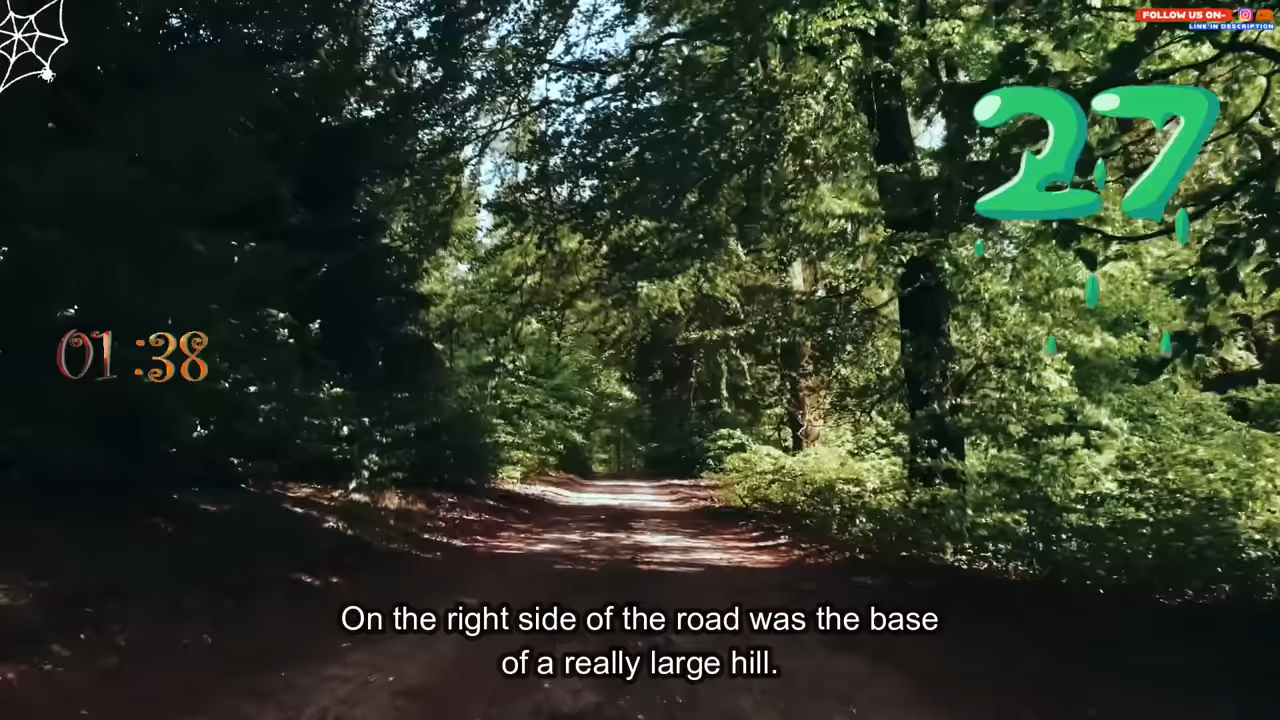 FOLLOW US ON-
LINK IN DESCRIPTION
27
01 :38
On the right side of the road was the base
of a really large hill.